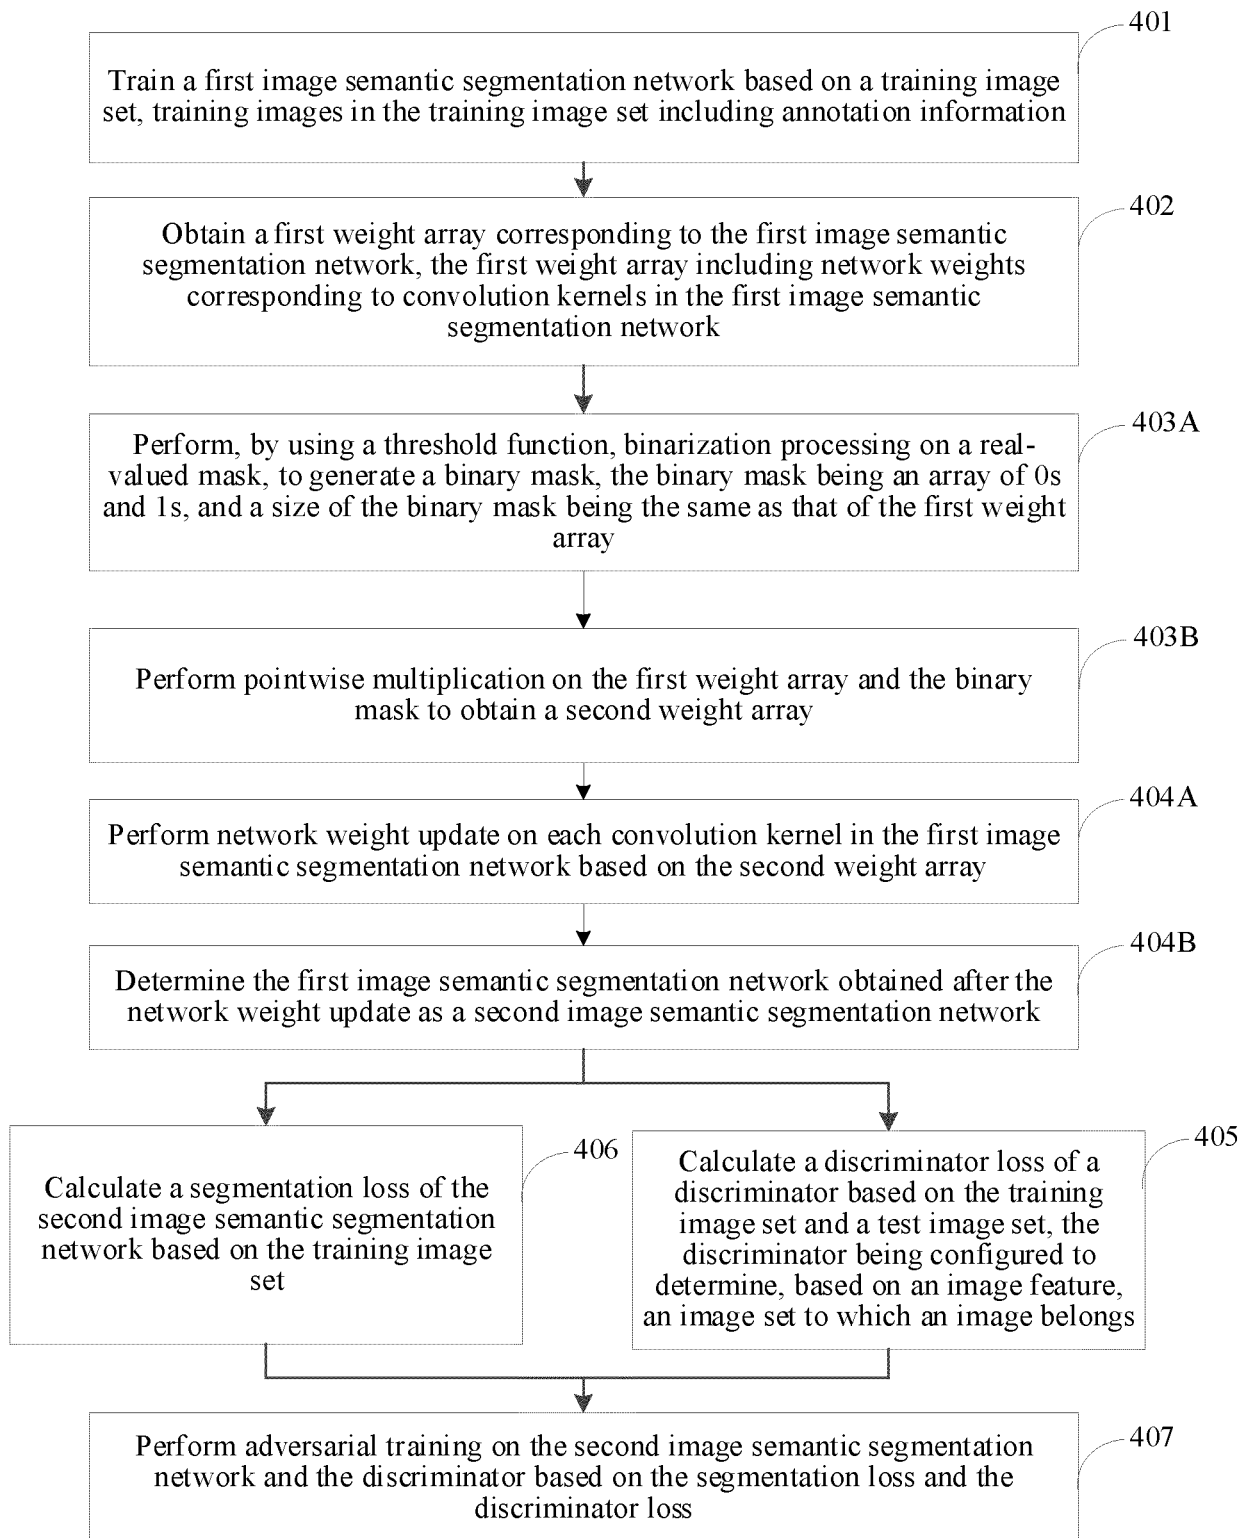 401
Train a first image semantic segmentation network based on a training image
set, training images in the training image set including annotation information
402
Obtain a first weight array corresponding to the first image semantic
segmentation network, the first weight array including network weights
corresponding to convolution kernels in the first image semantic
segmentation network
403A
Perform, by using a threshold function, binarization processing on a real-
valued mask, to generate a binary mask, the binary mask being an array of 0s
and 1s, and a size of the binary mask being the same as that of the first weight
array
403B
Perform pointwise multiplication on the first weight array and the binary
mask to obtain a second weight array
404A
Perform network weight update on each convolution kernel in the first image
semantic segmentation network based on the second weight array
404B
Determine the first image semantic segmentation network obtained after the
network weight update as a second image semantic segmentation network
406
Calculate a segmentation loss of the
second image semantic segmentation
network based on the training image
set
405
Calculate a discriminator loss of a
discriminator based on the training
image set and a test image set, the
discriminator being configured to
determine, based on an image feature,
an image set to which an image belongs
407
Perform adversarial training on the second image semantic segmentation
network and the discriminator based on the segmentation loss and the
discriminator loss